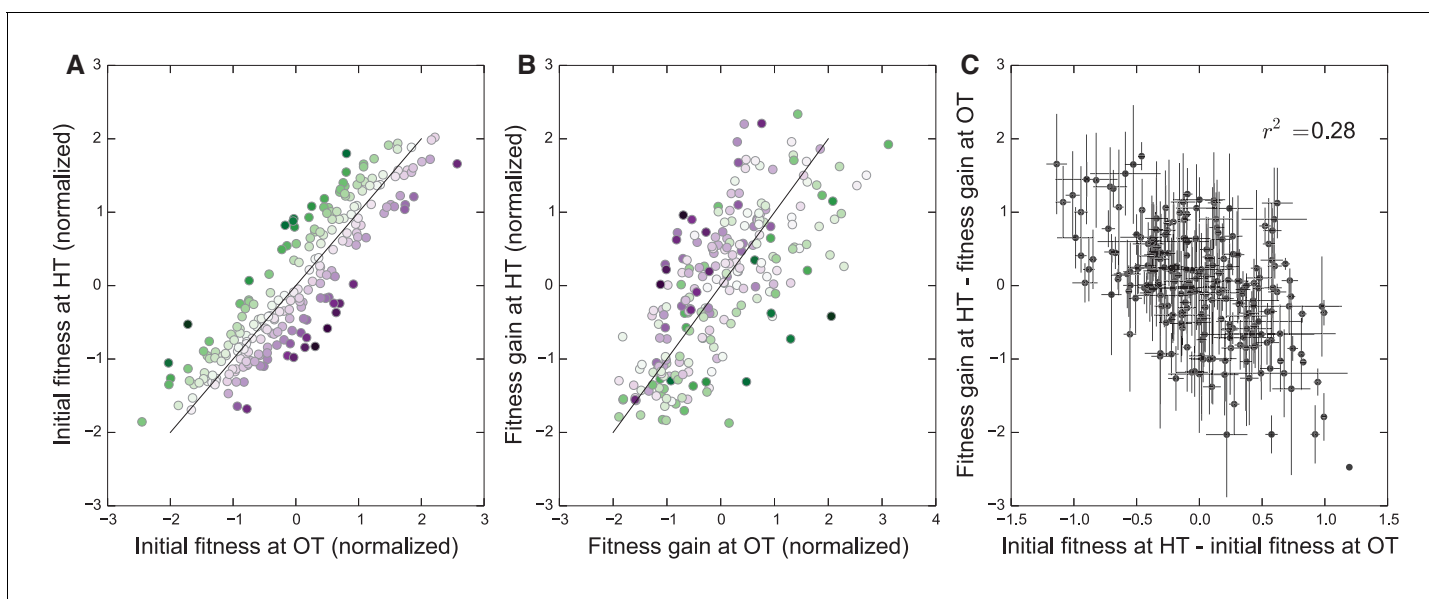 A
Initial fitness at HT (normalized)
3
2
1
0
−1
−2
−3
−3 −2 −1 0 1 2 3
Initial fitness at OT (normalized)
B
Fitness gain at HT (normalized)
3
2
1
0
−1
−2
−3
−3 −2 −1 0 1 2 3 4
Fitness gain at OT (normalized)
C
Fitness gain at HT - fitness gain at OT
r² =0.28
3
2
1
0
−1
−2
−3
−1.5 −1.0 −0.5 0.0 0.5 1.0 1.5
Initial fitness at HT - initial fitness at OT